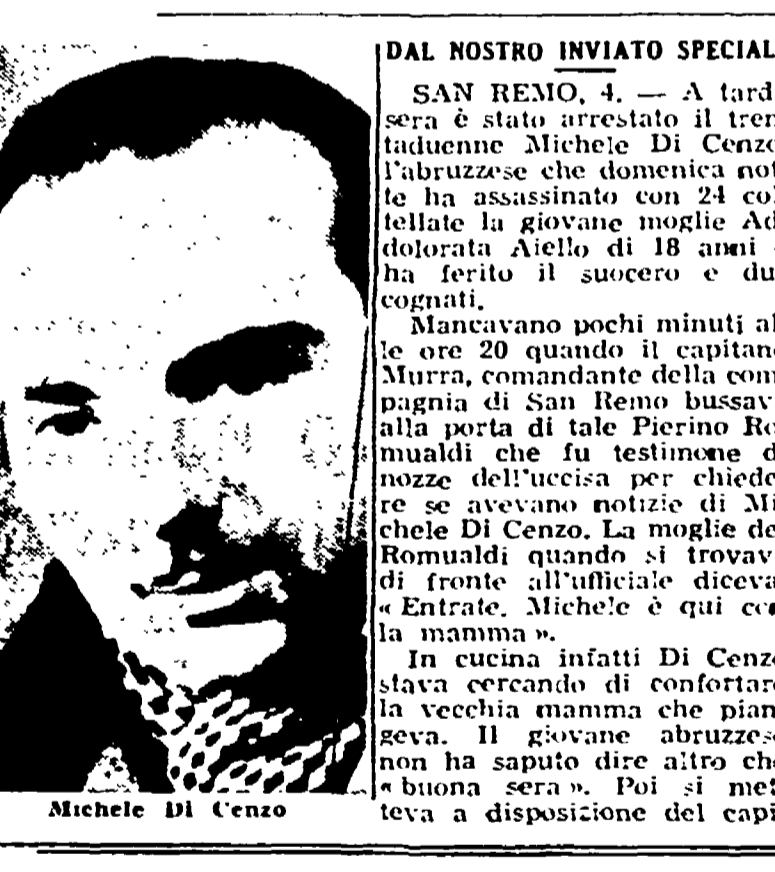 DAL NOSTRO INVIATO SPECIAL
SAN REMO, 4. — A tard
sera è stato arrestato il tren
taduenne Michele Di Cenzo
l'abruzzese che domenica not
te ha assassinato con 24 col
tellate la giovane moglie Ad
dolorata Aiello di 18 anni
ha ferito il suocero e du
cognati.
Mancavano pochi minuti al
le ore 20 quando il capitano
Murra, comandante della com
pagnia di San Remo bussav
alla porta di tale Pierino Ro
mualdi che fu testimone d
nozze dell'uccisa per chiede
re se avevano notizie di Mi
chele Di Cenzo. La moglie de
Romualdi quando si trovav
di fronte all'ufficiale diceva
« Entrate. Michele è qui con
la mamma ».
In cucina infatti Di Cenzo
stava cercando di confortare
la vecchia mamma che pian
geva. Il giovane abruzzese
non ha saputo dire altro che
« buona sera ». Poi si met
teva a disposizione del capi
Michele Di Cenzo